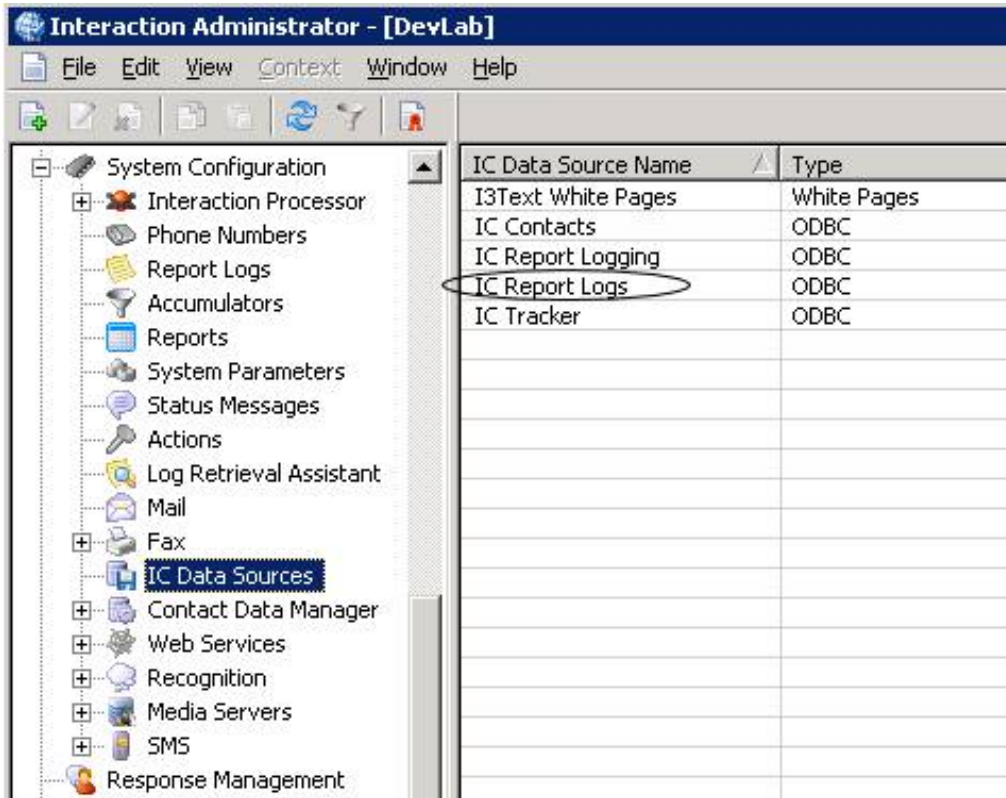 Interaction Administrator - [DevLab]
File Edit View Context Window Help
System Configuration
Interaction Processor
Phone Numbers
Report Logs
Accumulators
Reports
System Parameters
Status Messages
Actions
Log Retrieval Assistant
Mail
Fax
IC Data Sources
Contact Data Manager
Web Services
Recognition
Media Servers
SMS
Response Management
IC Data Source Name Type
I3Text White Pages White Pages
IC Contacts ODBC
IC Report Logging ODBC
IC Report Logs ODBC
IC Tracker ODBC